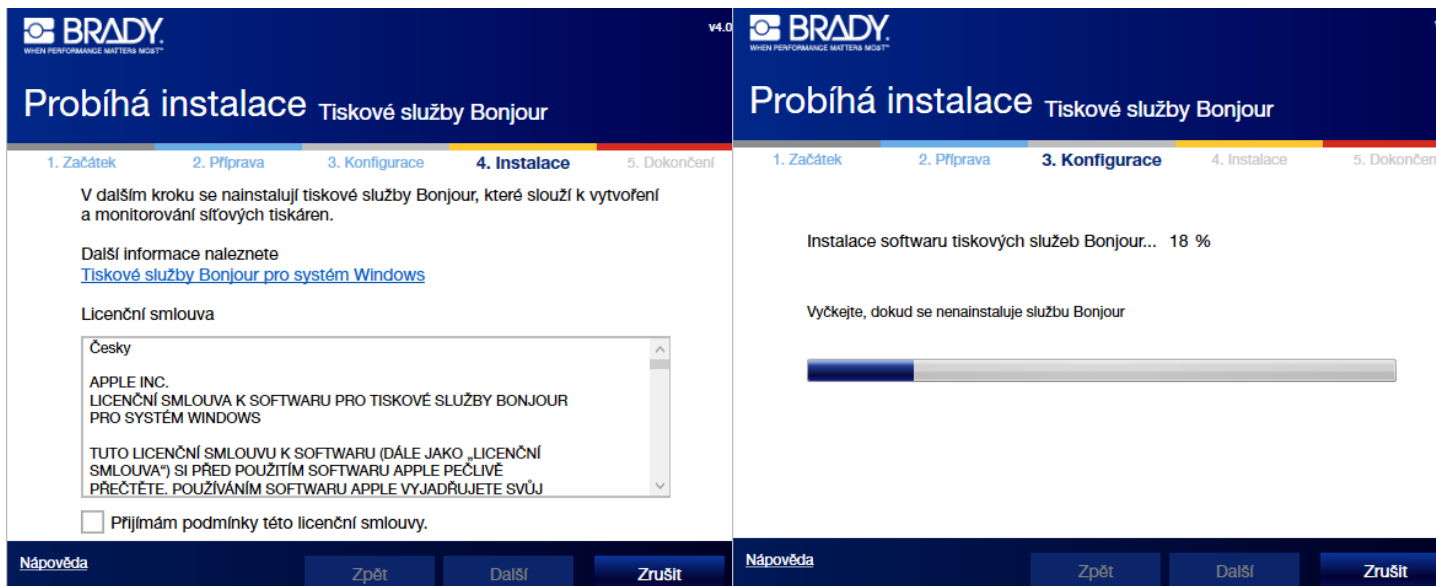 BRADY.
WHEN PERFORMANCE MATTERS MOST™
v4.0
Probíhá instalace Tiskové služby Bonjour
1. Začátek
2. Příprava
3. Konfigurace
4. Instalace
5. Dokončení
V dalším kroku se nainstalují tiskové služby Bonjour, které slouží k vytvoření
a monitorování síťových tiskáren.
Další informace naleznete
Tiskové služby Bonjour pro systém Windows
Licenční smlouva
Česky
APPLE INC.
LICENČNÍ SMLOUVA K SOFTWARU PRO TISKOVÉ SLUŽBY BONJOUR
PRO SYSTÉM WINDOWS
TUTO LICENČNÍ SMLOUVU K SOFTWARU (DÁLE JAKO „LICENČNÍ
SMLOUVA“) SI PŘED POUŽITÍM SOFTWARU APPLE PEČLIVĚ
PŘEČTĚTE. POUŽÍVÁNÍM SOFTWARU APPLE VYJADŘUJETE SVŮJ
Přijímám podmínky této licenční smlouvy.
Nápověda
Zpět
Další
Zrušit
BRADY.
WHEN PERFORMANCE MATTERS MOST™
Probíhá instalace Tiskové služby Bonjour
1. Začátek
2. Příprava
3. Konfigurace
4. Instalace
5. Dokončen
Instalace softwaru tiskových služeb Bonjour... 18 %
Vyčkejte, dokud se nenainstaluje službu Bonjour
Nápověda
Zpět
Další
Zrušit